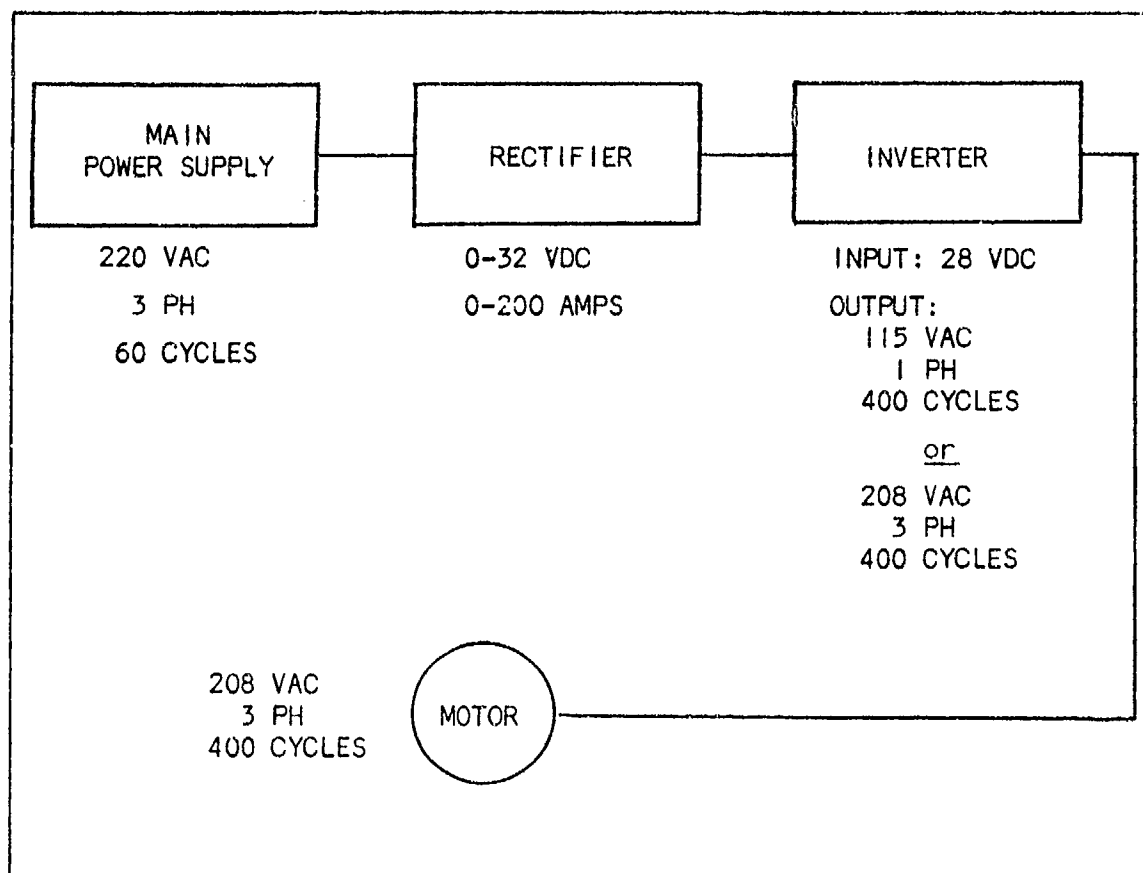 MAIN
POWER SUPPLY
220 VAC
3 PH
60 CYCLES
RECTIFIER
0-32 VDC
0-200 AMPS
INVERTER
INPUT: 28 VDC
OUTPUT:
115 VAC
1 PH
400 CYCLES
or
208 VAC
3 PH
400 CYCLES
208 VAC
3 PH
400 CYCLES
MOTOR